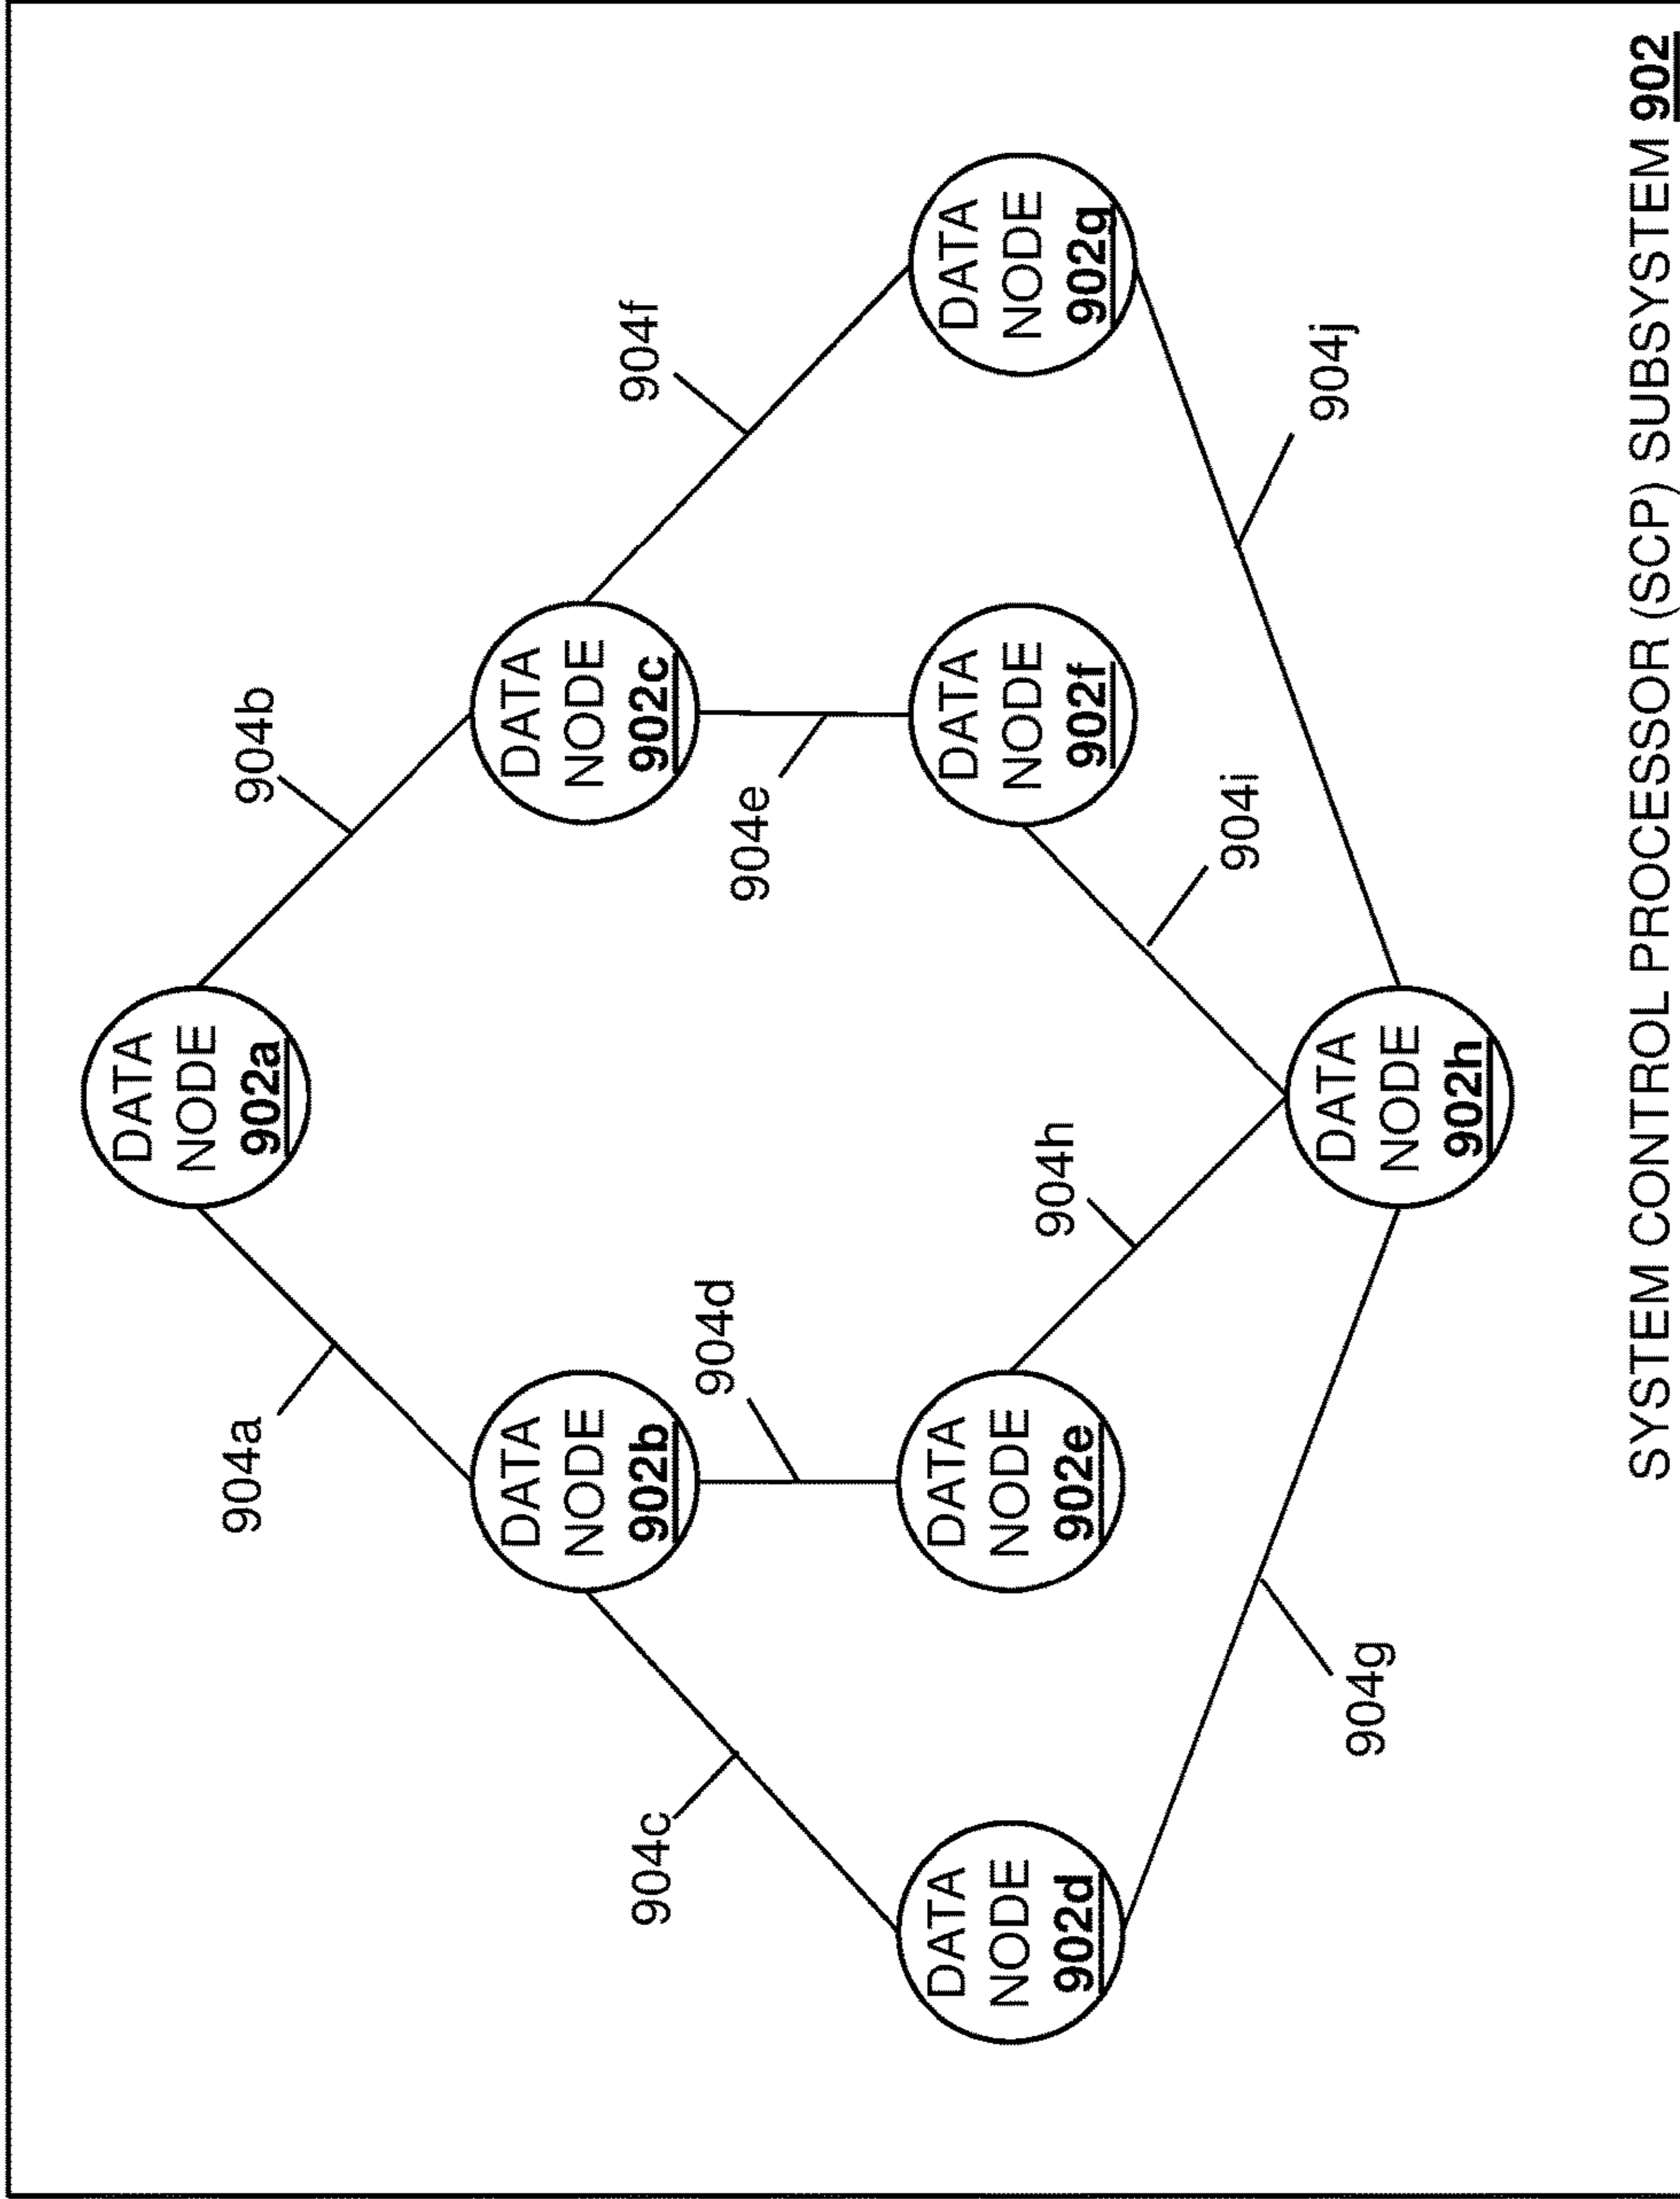 DATA
NODE
902a
904a
904b
DATA
NODE
902b
DATA
NODE
902c
904c
904f
904d
904e
DATA
NODE
902d
DATA
NODE
902e
DATA
NODE
902f
DATA
NODE
902g
904h
904i
904g
904j
DATA
NODE
902h
SYSTEM CONTROL PROCESSOR (SCP) SUBSYSTEM 902